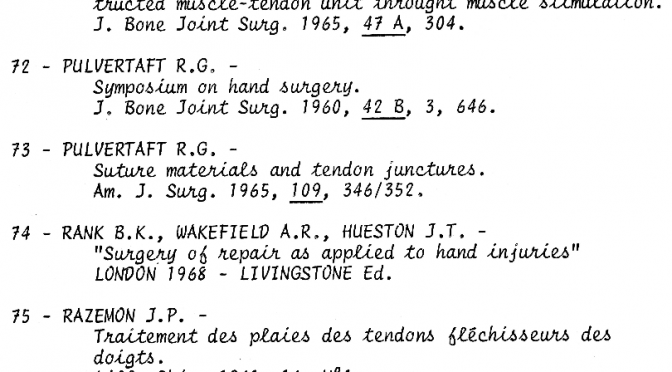 tructed muscle-tendon unit throught muscle stimulation.
J. Bone Joint Surg. 1965, 47 A, 304.
72 - PULVERTAFT R.G. -
Symposium on hand surgery.
J. Bone Joint Surg. 1960, 42 B, 3, 646.
73 - PULVERTAFT R.G. -
Suture materials and tendon junctures.
Am. J. Surg. 1965, 109, 346/352.
74 - RANK B.K., WAKEFIELD A.R., HUESTON J.T. -
"Surgery of repair as applied to hand injuries"
LONDON 1968 - LIVINGSTONE Ed.
75 - RAZEMON J.P. -
Traitement des plaies des tendons fléchisseurs des
doigts.